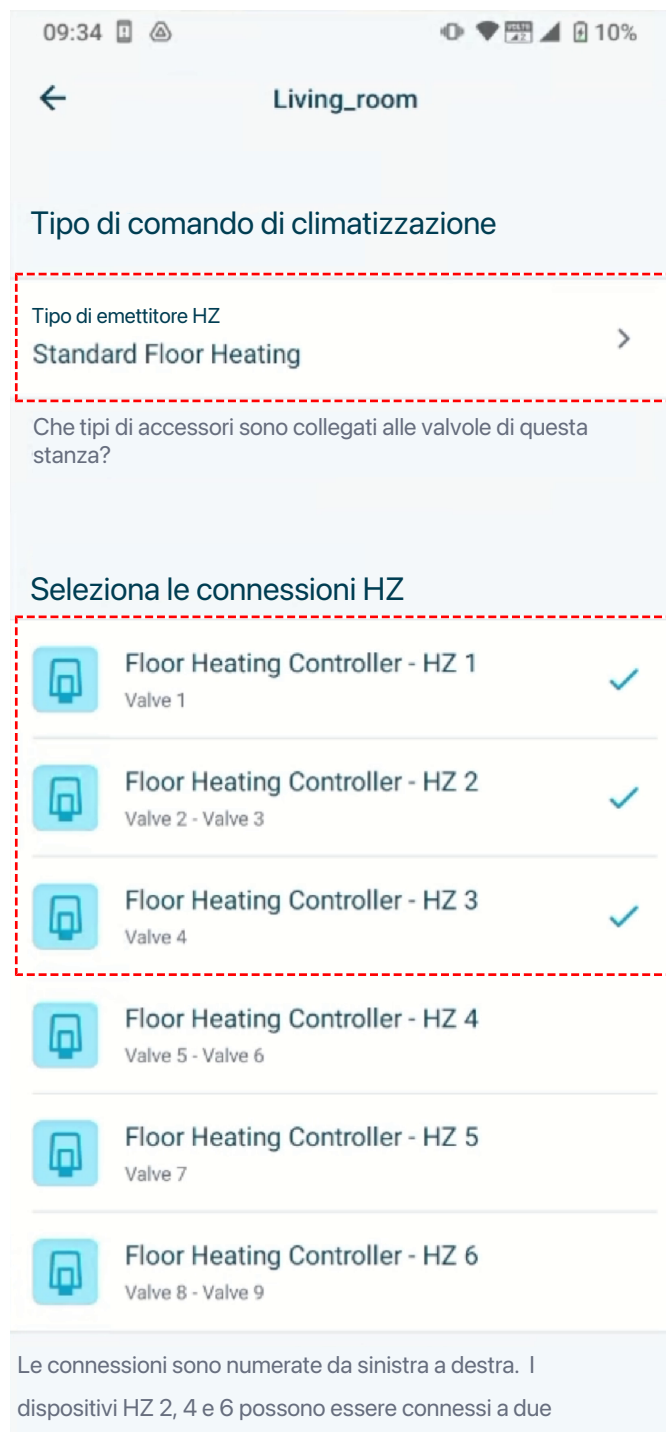 09:34
10%
Living_room
Tipo di comando di climatizzazione
Tipo di emettitore HZ
Standard Floor Heating
Che tipi di accessori sono collegati alle valvole di questa
stanza?
Seleziona le connessioni HZ
Floor Heating Controller - HZ 1
Valve 1
Floor Heating Controller - HZ 2
Valve 2 - Valve 3
Floor Heating Controller - HZ 3
Valve 4
Floor Heating Controller - HZ 4
Valve 5 - Valve 6
Floor Heating Controller - HZ 5
Valve 7
Floor Heating Controller - HZ 6
Valve 8 - Valve 9
Le connessioni sono numerate da sinistra a destra. I
dispositivi HZ 2, 4 e 6 possono essere connessi a due